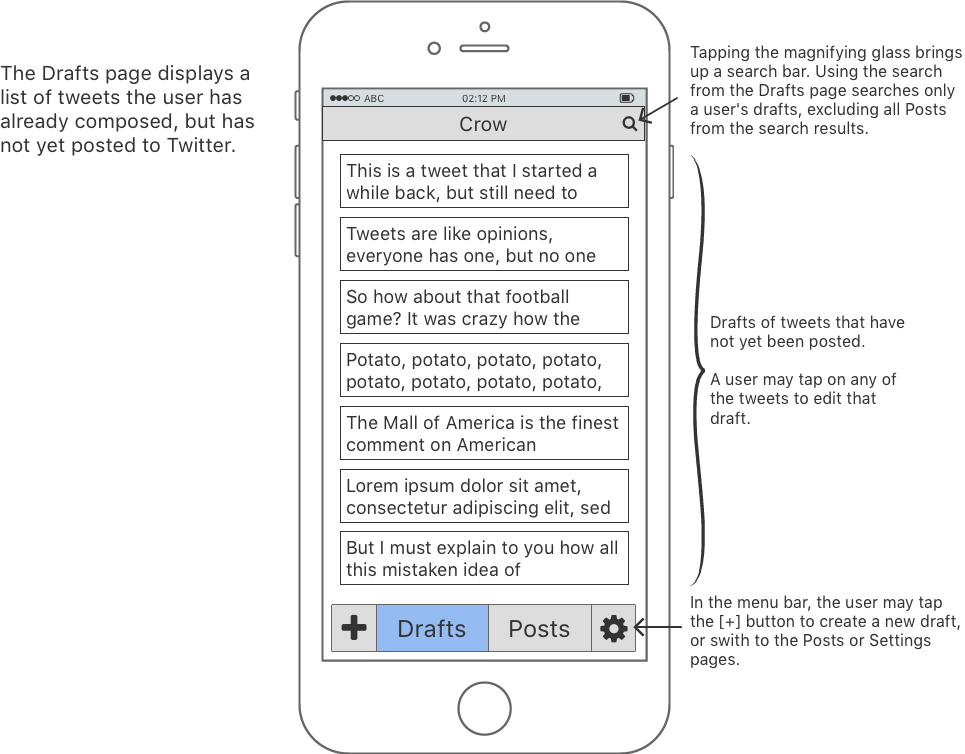 The Drafts page displays a
list of tweets the user has
already composed, but has
not yet posted to Twitter.
ABC
02:12 PM
Crow
This is a tweet that I started a
while back, but still need to
Tweets are like opinions,
everyone has one, but no one
So how about that football
game? It was crazy how the
Potato, potato, potato, potato,
potato, potato, potato, potato,
The Mall of America is the finest
comment on American
Lorem ipsum dolor sit amet,
consectetur adipiscing elit, sed
But I must explain to you how all
this mistaken idea of
Drafts
Posts
Tapping the magnifying glass brings
up a search bar. Using the search
from the Drafts page searches only
a user's drafts, excluding all Posts
from the search results.
Drafts of tweets that have
not yet been posted.
A user may tap on any of
the tweets to edit that
draft.
In the menu bar, the user may tap
the [+] button to create a new draft,
or swith to the Posts or Settings
pages.